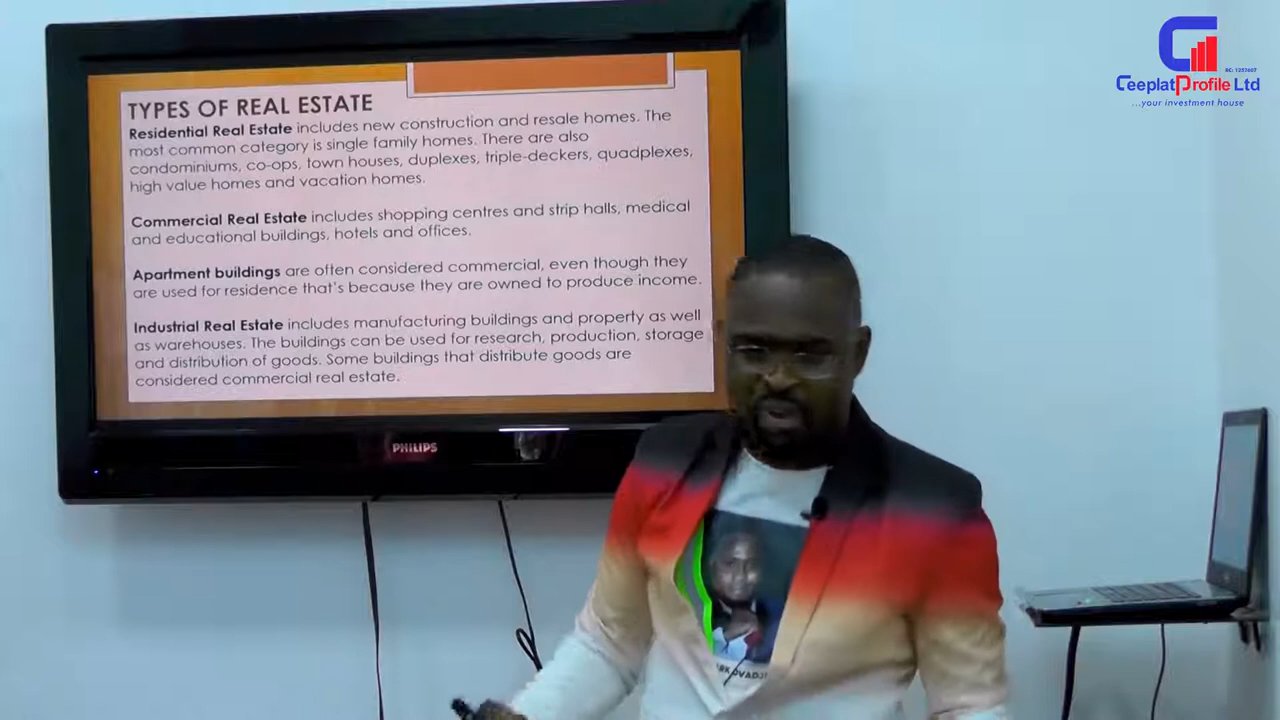 TYPES OF REAL ESTATE
Residential Real Estate includes new construction and resale homes. The
most common category is single family homes. There are also
condominiums, co-ops, town houses, duplexes, triple-deckers, quadplexes,
high value homes and vacation homes.
Commercial Real Estate includes shopping centres and strip halls, medical
and educational buildings, hotels and offices.
Apartment buildings are often considered commercial, even though they
are used for residence that's because they are owned to produce income.
Industrial Real Estate includes manufacturing buildings and property as well
as warehouses. The buildings can be used for research, production, storage
and distribution of goods. Some buildings that distribute goods are
considered commercial real estate.
PHILIPS
CeeplatProfile Ltd
...your investment house